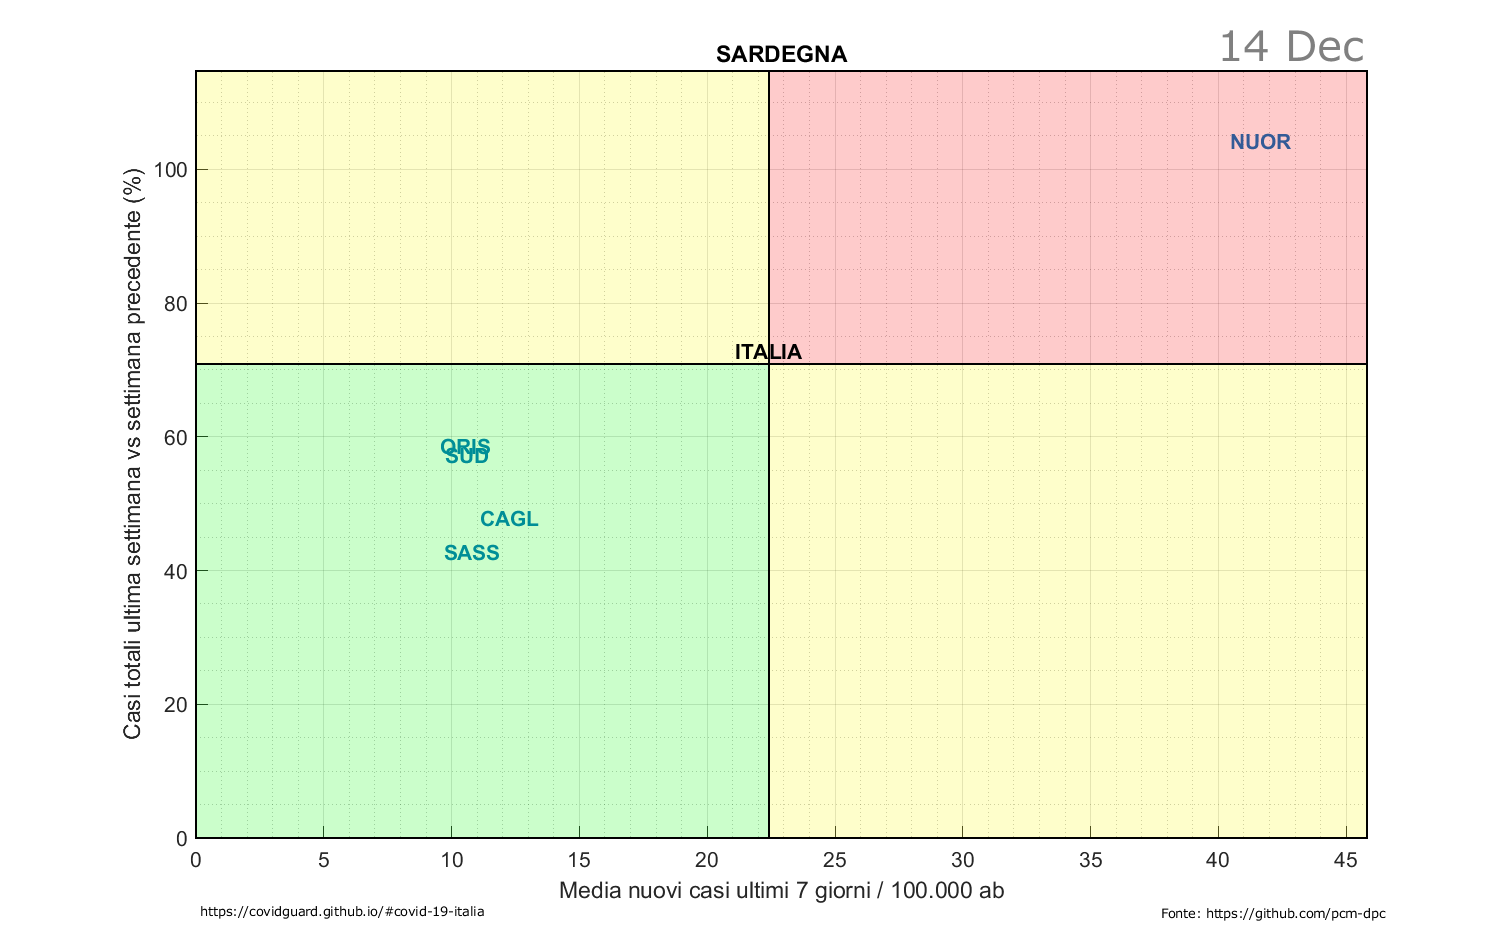 14 Dec
SARDEGNA
Casi totali ultima settimana vs settimana precedente (%)
100
80
60
40
20
0
NUOR
ITALIA
ORIS
SUD
CAGL
SASS
0 5 10 15 20 25 30 35 40 45
Media nuovi casi ultimi 7 giorni / 100.000 ab
https://covidguard.github.io/#covid-19-italia
Fonte: https://github.com/pcm-dpc